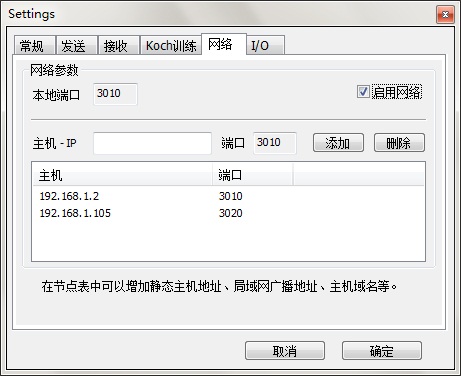 Settings
常规 发送 接收 Koch训练 网络 I/O
网络参数
本地端口 3010 启用网络
主机 - IP 端口 3010 添加 删除
主机 端口
192.168.1.2 3010
192.168.1.105 3020
在节点表中可以增加静态主机地址、局域网广播地址、主机域名等。
取消 确定